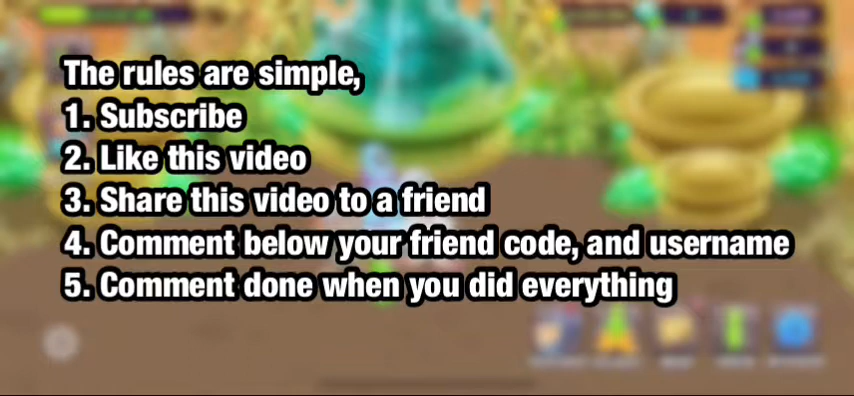 The rules are simple,
1. Subscribe
2. Like this video
3. Share this video to a friend
4. Comment below your friend code, and username
5. Comment done when you did everything